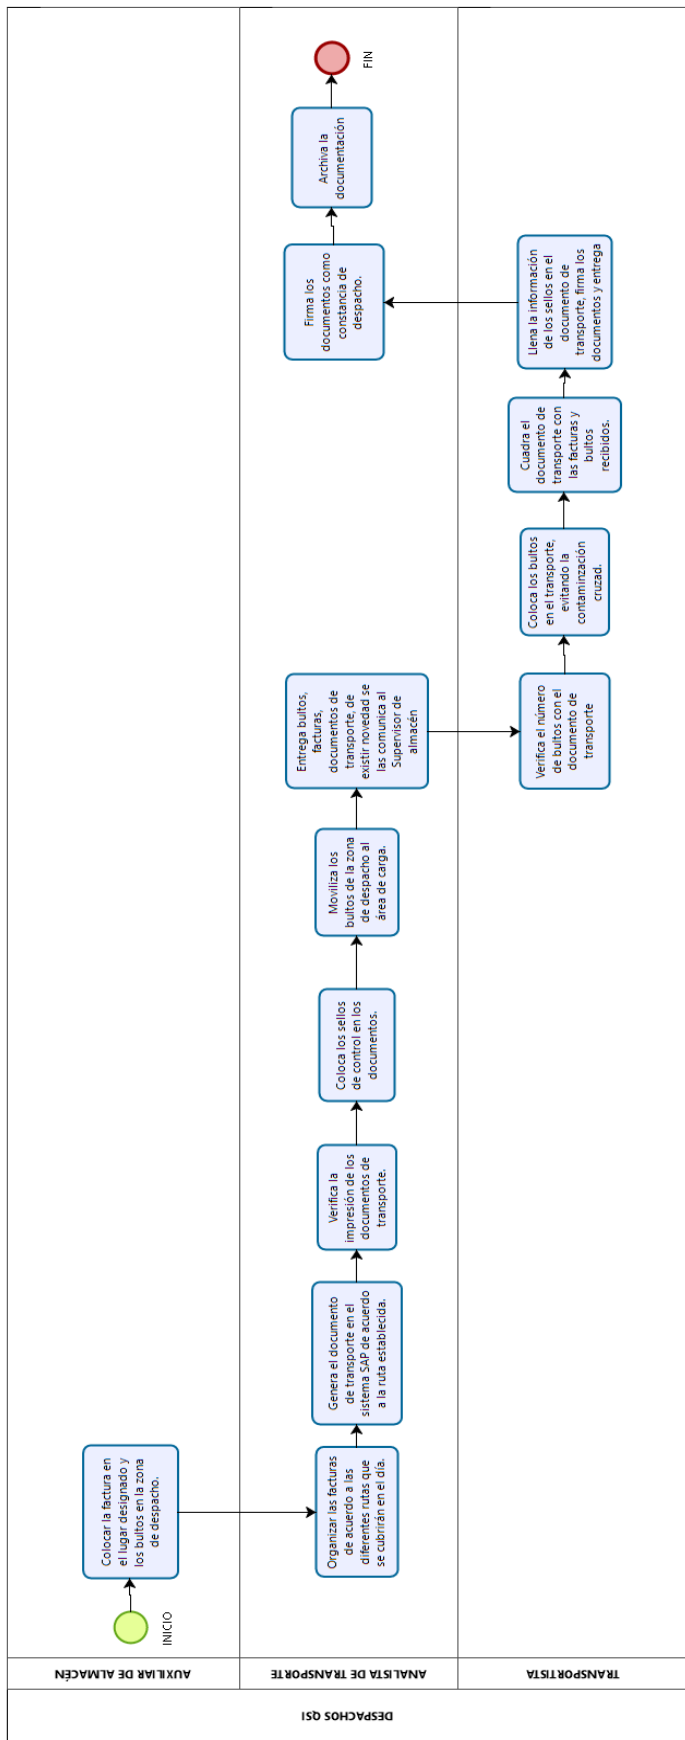 DESPACHOS QSI
AUXILIAR DE ALMACÉN
INICIO
Colocar la factura en
el lugar designado y
los bultos en la zona
de despacho.
ANALISTA DE TRANSPORTE
Organizar las facturas
de acuerdo a las
diferentes rutas que
se cubrirán en el día.
Genera el documento
de transporte en el
sistema SAP de acuerdo
a la ruta establecida.
Verifica la
impresión de los
documentos de
transporte.
Coloca los sellos
de control en los
documentos.
Moviliza los
bultos de la zona
de despacho al
área de carga.
Entrega bultos,
facturas,
documentos de
transporte, de
existir novedad se
las comunica al
Supervisor de
almacén
TRANSPORTISTA
Verifica el número
de bultos con el
documento de
transporte
Coloca los bultos
en el transporte,
evitando la
contaminzación
cruzad.
Cuadra el
documento de
transporte con
las facturas y
bultos
recibidos.
Llena la información
de los sellos en el
documento de
transporte, firma los
documentos y entrega
Firma los
documentos como
constancia de
despacho.
Archiva la
documentación
FIN